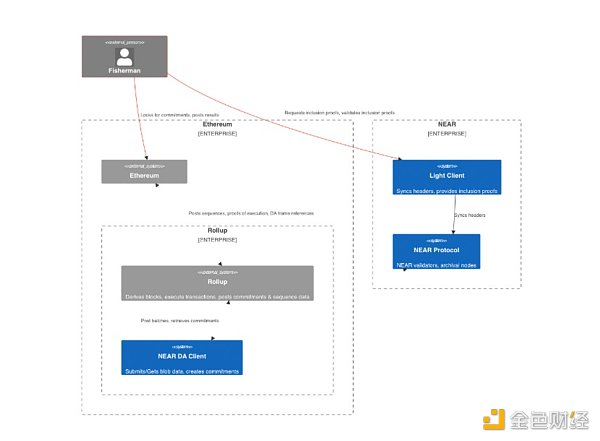 <<external_person>>
Fisherman
Looks for commitments, posts results
Requests inclusion proofs, validates inclusion proofs
Ethereum
[ENTERPRISE]
NEAR
[ENTERPRISE]
<<external_system>>
Ethereum
<<system>>
Light Client
Syncs headers, provides inclusion proofs
Posts sequences, proofs of execution, DA frame references
Syncs headers
Rollup
[ENTERPRISE]
<<system>>
NEAR Protocol
NEAR validators, archival nodes
<<external_system>>
Rollup
Derives blocks, execute transactions, posts commitments & sequence data
Post batches, retrieves commitments
<<system>>
NEAR DA Client
Submits/Gets blob data, creates commitments
金色财经